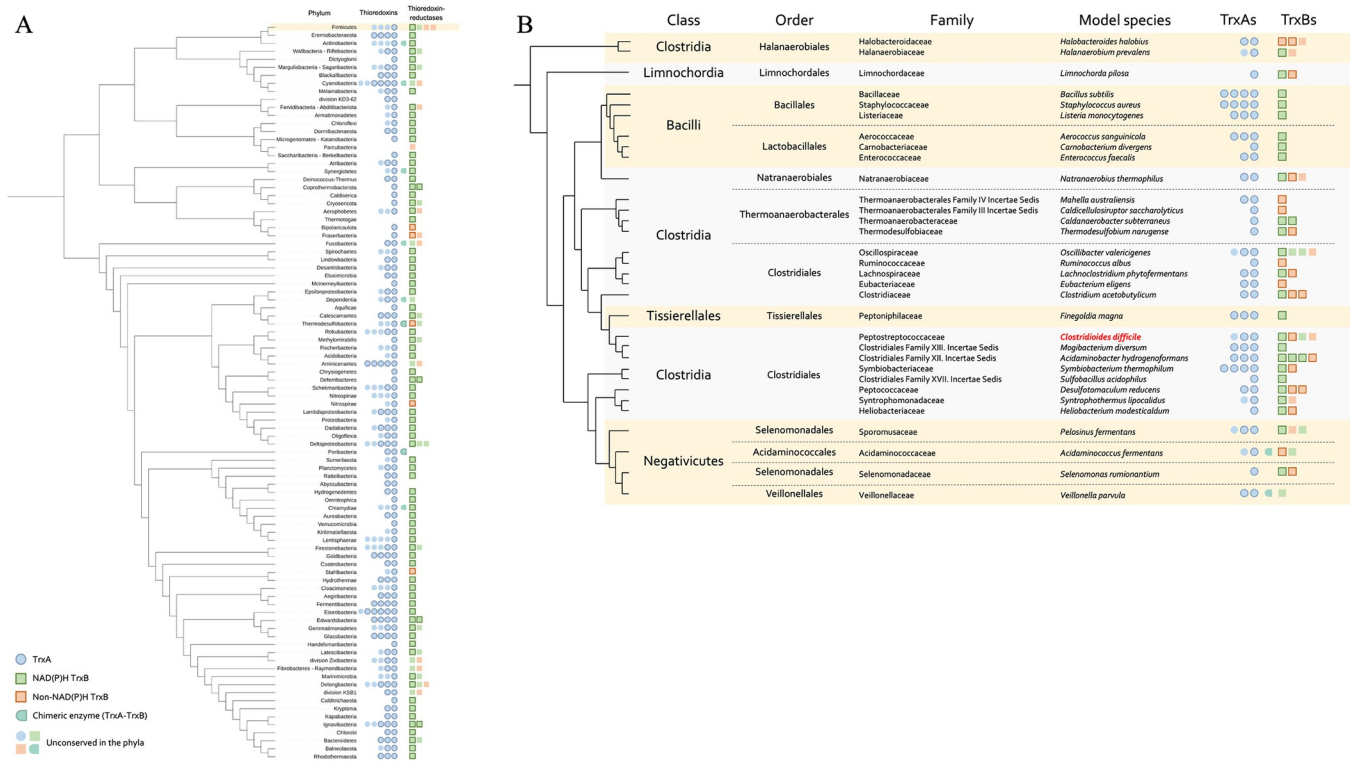 A
Phylum Thioredoxins Thioredoxin-reductases
Firmicutes
Eremiobacteraeota
Actinobacteria
Wallbacteria - Riflebacteria
Dictyoglomi
Margulisbacteria - Saganbacteria
Blackallbacteria
Cyanobacteria
Melainabacteria
division KD3-62
Fervidibacteria - Abditibacteriota
Armatimonadetes
Chloroflexi
Dormibacteraeota
Microgenomates - Katanobacteria
Parcubacteria
Saccharibacteria - Berkelbacteria
Atribacteria
Synergistetes
Deinococcus-Thermus
Coprothermobacterota
Caldiserica
Cryosericota
Aerophobetes
Thermotogae
Bipolaricaulota
Fraserbacteria
Fusobacteria
Spirochaetes
Lindowbacteria
Desantisbacteria
Elusimicrobia
Mcinerneyibacteria
Epsilonproteobacteria
Dependentia
Aquificae
Calescamantes
Thermodesulfobacteria
Rokubacteria
Methylomirabilis
Fischerbacteria
Acidobacteria
Aminicenantes
Chrysiogenetes
Deferribacteres
Schekmanbacteria
Nitrospirae
Nitrospinae
Lambdaproteobacteria
Proteobacteria
Dadabacteria
Oligoflexia
Deltaproteobacteria
Poribacteria
Sumerlaeota
Planctomycetes
Ratteibacteria
Abyssubacteria
Hydrogenedentes
Omnitrophica
Chlamydiae
Aureabacteria
Verrucomicrobia
Kiritimatiellaeota
Lentisphaerae
Firestonebacteria
Goldbacteria
Coatesbacteria
Stahlbacteria
Hydrothermae
Cloacimonetes
Aegiribacteria
Fermentibacteria
Eisenbacteria
Edwardsbacteria
Gemmatimonadetes
Glassbacteria
Handelsmanbacteria
Latescibacteria
division Zixibacteria
Fibrobacteres - Raymondbacteria
Marinimicrobia
Delongbacteria
division KSB1
Calditrichaeota
Kryptonia
Kapabacteria
Ignavibacteria
Chlorobi
Bacteroidetes
Balneolaeota
Rhodothermaeota
TrxA
NAD(P)H TrxB
Non-NAD(P)H TrxB
Chimeric enzyme (TrxA-TrxB)
Unconserved in the phyla
B
Class Order Family Model species TrxAs TrxBs
Clostridia Halanaerobiales Halobacteroidaceae Halobacteroides halobius
Halanaerobiaceae Halanaerobium prevalens
Limnochordia Limnochordales Limnochordaceae Limnochorda pilosa
Bacilli Bacillales Bacillaceae Bacillus subtilis
Staphylococcaceae Staphylococcus aureus
Listeriaceae Listeria monocytogenes
Lactobacillales Aerococcaceae Aerococcus sanguinicola
Carnobacteriaceae Carnobacterium divergens
Enterococcaceae Enterococcus faecalis
Clostridia Natranaerobiales Natranaerobiaceae Natranaerobius thermophilus
Thermoanaerobacterales Thermoanaerobacterales Family IV Incertae Sedis Mahella australiensis
Thermoanaerobacterales Family III Incertae Sedis Caldicellulosiruptor saccharolyticus
Thermoanaerobacteraceae Caldanaerobacter subterraneus
Thermodesulfobiaceae Thermodesulfobium narugense
Clostridiales Oscillospiraceae Oscillibacter valericigenes
Ruminococcaceae Ruminococcus albus
Lachnospiraceae Lachnoclostridium phytofermentans
Eubacteriaceae Eubacterium eligens
Clostridiaceae Clostridium acetobutylicum
Tissierellales Tissierellales Peptoniphilaceae Finegoldia magna
Clostridia Clostridiales Peptostreptococcaceae Clostridioides difficile
Clostridiales Family XIII. Incertae Sedis Mogibacterium diversum
Clostridiales Family XII. Incertae Sedis Acidaminobacter hydrogenoformans
Symbiobacteriaceae Symbiobacterium thermophilum
Clostridiales Family XVII. Incertae Sedis Sulfobacillus acidophilus
Peptococcaceae Desulfotomaculum reducens
Syntrophomonadaceae Syntrophothermus lipocalidus
Heliobacteriaceae Heliobacterium modesticaldum
Negativicutes Selenomonadales Sporomusaceae Pelosinus fermentans
Acidaminococcales Acidaminococcaceae Acidaminococcus fermentans
Selenomonadales Selenomonadaceae Selenomonas rumionantium
Veillonellales Veillonellaceae Veillonella parvula